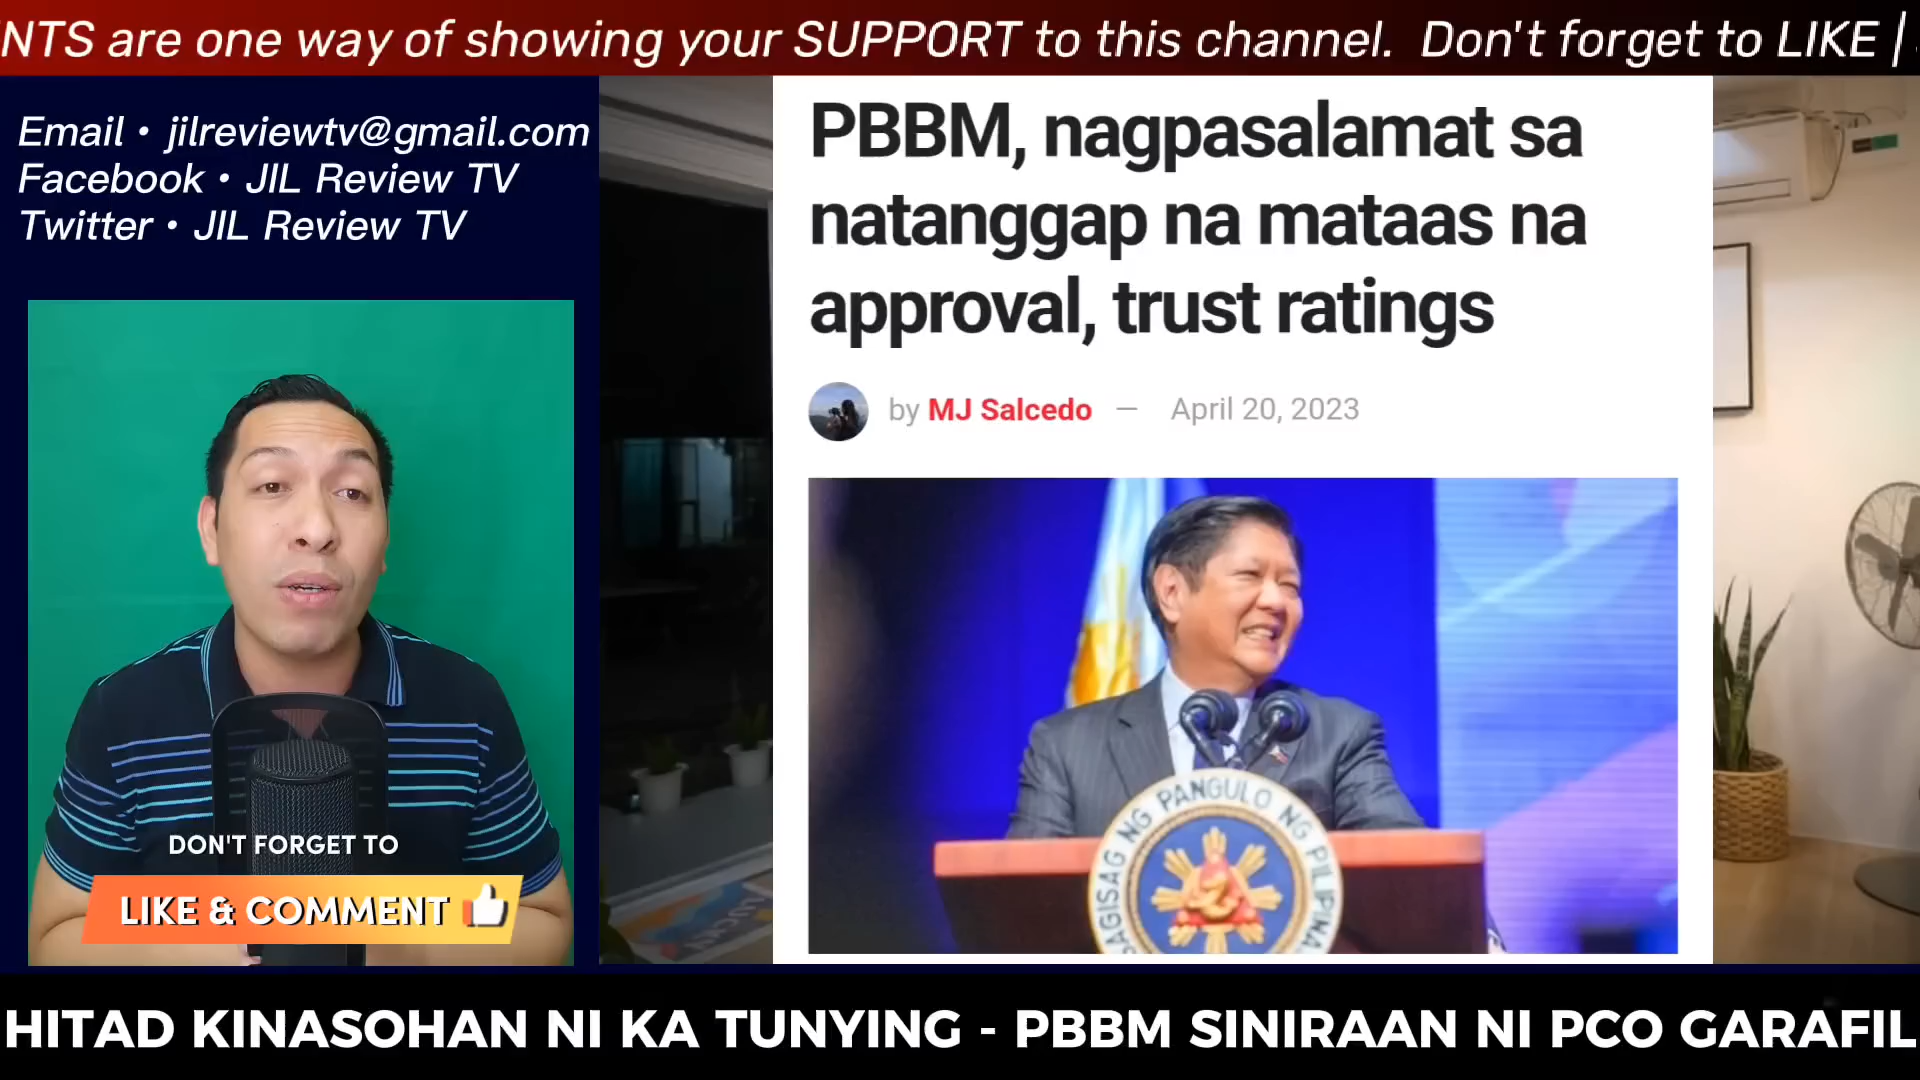 NTS are one way of showing your SUPPORT to this channel. Don't forget to LIKE |
Email • jilreviewtv@gmail.com
Facebook • JIL Review TV
Twitter • JIL Review TV
PBBM, nagpasalamat sa
natanggap na mataas na
approval, trust ratings
by MJ Salcedo — April 20, 2023
SAGISAG NG PANGULO NG PILIPINA
DON'T FORGET TO
LIKE & COMMENT
HITAD KINASOHAN NI KA TUNYING - PBBM SINIRAAN NI PCO GARAFIL